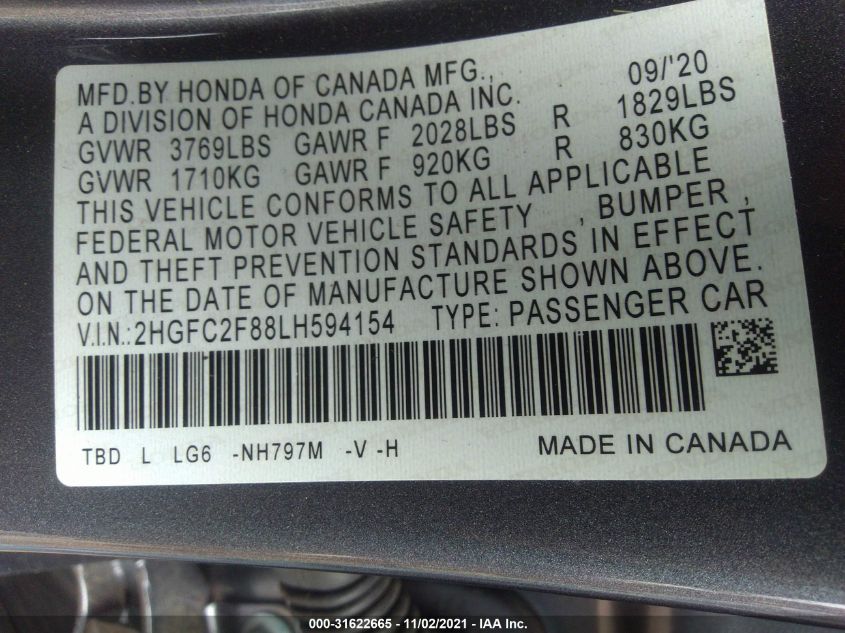 MFD.BY HONDA OF CANADA MFG., 09/'20
A DIVISION OF HONDA CANADA INC.
GVWR 3769LBS GAWR F 2028LBS R 1829LBS
GVWR 1710KG GAWR F 920KG R 830KG
THIS VEHICLE CONFORMS TO ALL APPLICABLE
FEDERAL MOTOR VEHICLE SAFETY , BUMPER ,
AND THEFT PREVENTION STANDARDS IN EFFECT
ON THE DATE OF MANUFACTURE SHOWN ABOVE.
V.I.N.:2HGFC2F88LH594154 TYPE: PASSENGER CAR
TBD L LG6 -NH797M -V -H MADE IN CANADA
000-31622665 - 11/02/2021 - IAA Inc.